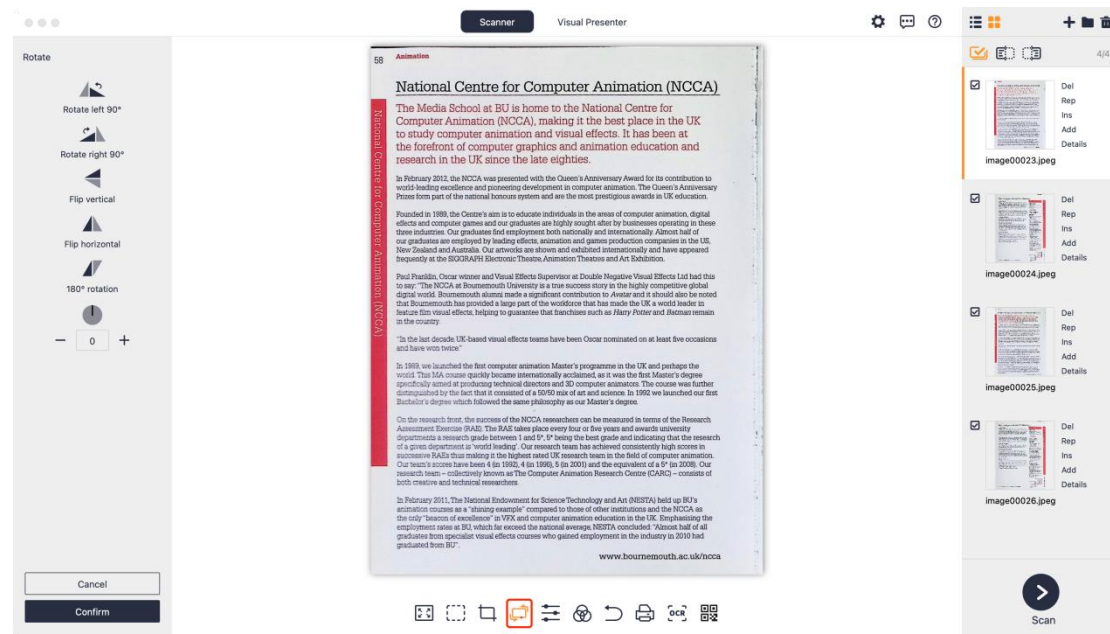 Scanner
Visual Presenter
Rotate
Rotate left 90°
Rotate right 90°
Flip vertical
Flip horizontal
180° rotation
0
Cancel
Confirm
58
Animation
National Centre for Computer Animation (NCCA)
National Centre for Computer Animation (NCCA)
The Media School at BU is home to the National Centre for
Computer Animation (NCCA), making it the best place in the UK
to study computer animation and visual effects. It has been at
the forefront of computer graphics and animation education and
research in the UK since the late eighties.
In February 2012, the NCCA was presented with the Queen's Anniversary Award for its contribution to
world-leading excellence and pioneering development in computer animation. The Queen's Anniversary
Prizes form part of the national honours system and are the most prestigious awards in UK education.
Founded in 1989, the Centre's aim is to educate individuals in the areas of computer animation, digital
effects and computer games and our graduates are highly sought after by businesses operating in these
three industries. Our graduates find employment both nationally and internationally. Almost half of
our graduates are employed by leading effects, animation and games production companies in the US,
New Zealand and Australia. Our artworks are shown and exhibited internationally and have appeared
frequently at the SIGGRAPH Electronic Theatre, Animation Theatres and Art Exhibition.
Paul Franklin, Oscar winner and Visual Effects Supervisor at Double Negative Visual Effects Ltd had this
to say: "The NCCA at Bournemouth University is a true success story in the highly competitive global
digital world. Bournemouth alumni made a significant contribution to Avatar and it should also be noted
that Bournemouth has provided a large part of the workforce that has made the UK a world leader in
feature film visual effects, helping to guarantee that franchises such as Harry Potter and Batman remain
in the country.
"In the last decade, UK-based visual effects teams have been Oscar nominated on at least five occasions
and have won twice."
In 1989, we launched the first computer animation Master's programme in the UK and perhaps the
world. This MA course quickly became internationally acclaimed, as it was the first Master's degree
specifically aimed at producing technical directors and 3D computer animators. The course was further
distinguished by the fact that it consisted of a 50/50 mix of art and science. In 1992 we launched our first
Bachelor's degree which followed the same philosophy as our Master's degree.
On the research front, the success of the NCCA researchers can be measured in terms of the Research
Assessment Exercise (RAE). The RAE takes place every four or five years and awards university
departments a research grade between 1 and 5*, 5* being the best grade and indicating that the research
of a given department is 'world leading'. Our research team has achieved consistently high scores in
successive RAEs thus making it the highest rated UK research team in the field of computer animation.
Our team's scores have been 4 (in 1992), 4 (in 1996), 5 (in 2001) and the equivalent of a 5* (in 2008). Our
research team – collectively known as The Computer Animation Research Centre (CARC) – consists of
both creative and technical researchers.
In February 2011, The National Endowment for Science Technology and Art (NESTA) held up BU's
animation courses as a "shining example" compared to those of other institutions and the NCCA as
the only "beacon of excellence" in VFX and computer animation education in the UK. Emphasising the
employment rates at BU, which far exceed the national average, NESTA concluded: "Almost half of all
graduates from specialist visual effects courses who gained employment in the industry in 2010 had
graduated from BU".
www.bournemouth.ac.uk/ncca
OCR
4/4
Del
Rep
Ins
Add
Details
image00023.jpeg
Del
Rep
Ins
Add
Details
image00024.jpeg
Del
Rep
Ins
Add
Details
image00025.jpeg
Del
Rep
Ins
Add
Details
image00026.jpeg
Scan